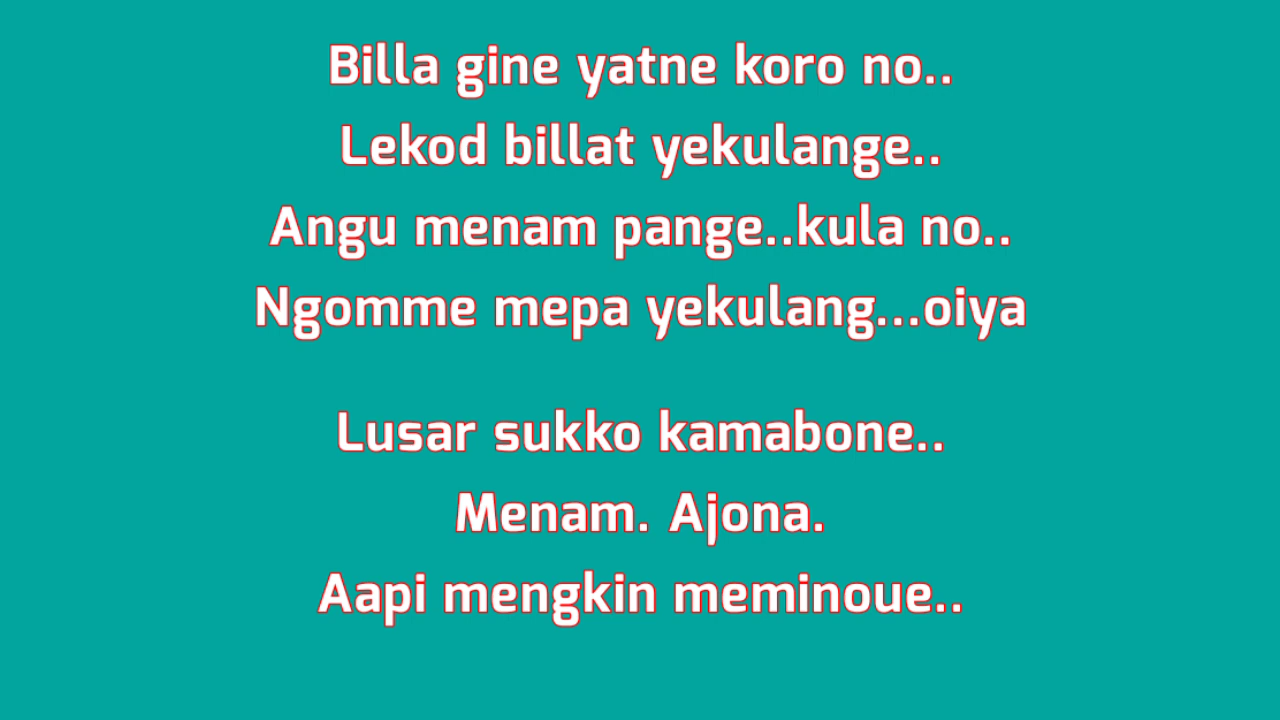 Billa gine yatne koro no..
Lekod billat yekulange..
Angu menam pange..kula no..
Ngomme mepa yekulang...oiya
Lusar sukko kamabone..
Menam. Ajona.
Aapi mengkin meminoue..